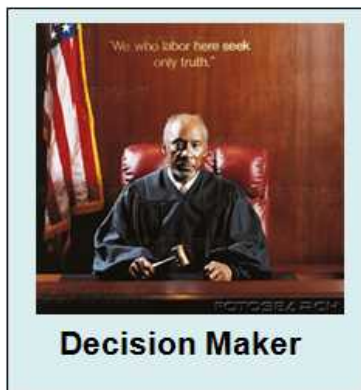 "We who labor here seek
only truth."
FOTOSEARCH
Decision Maker